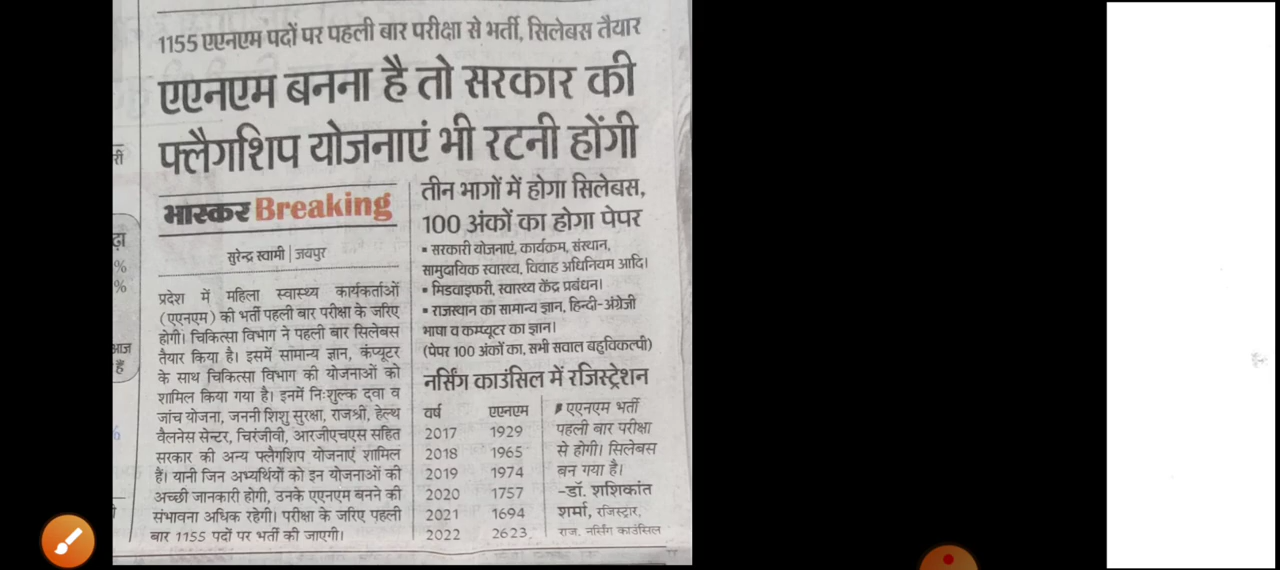 1155 एएनएम पदों पर पहली बार परीक्षा से भर्ती, सिलेबस तैयार
एएनएम बनना है तो सरकार की
फ्लैगशिप योजनाएं भी रटनी होंगी
भास्कर Breaking
सुरेन्द्र स्वामी | जयपुर
प्रदेश में महिला स्वास्थ्य कार्यकर्ताओं
(एएनएम) की भर्ती पहली बार परीक्षा के जरिए
होगी। चिकित्सा विभाग ने पहली बार सिलेबस
तैयार किया है। इसमें सामान्य ज्ञान, कंप्यूटर
के साथ चिकित्सा विभाग की योजनाओं को
शामिल किया गया है। इनमें निःशुल्क दवा व
जांच योजना, जननी शिशु सुरक्षा, राजश्री, हेल्थ
वैलनेस सेन्टर, चिरंजीवी, आरजीएचएस सहित
सरकार की अन्य फ्लैगशिप योजनाएं शामिल
हैं। यानी जिन अभ्यर्थियों को इन योजनाओं की
अच्छी जानकारी होगी, उनके एएनएम बनने की
संभावना अधिक रहेगी। परीक्षा के जरिए पहली
बार 1155 पदों पर भर्ती की जाएगी।
तीन भागों में होगा सिलेबस,
100 अंकों का होगा पेपर
▪ सरकारी योजनाएं, कार्यक्रम, संस्थान,
सामुदायिक स्वास्थ्य, विवाह अधिनियम आदि।
▪ मिडवाइफरी, स्वास्थ्य केंद्र प्रबंधन।
▪ राजस्थान का सामान्य ज्ञान, हिन्दी-अंग्रेजी
भाषा व कम्प्यूटर का ज्ञान।
(पेपर 100 अंकों का, सभी सवाल बहुविकल्पी)
नर्सिंग काउंसिल में रजिस्ट्रेशन
वर्ष एएनएम
2017 1929
2018 1965
2019 1974
2020 1757
2021 1694
2022 2623
▪ एएनएम भर्ती
पहली बार परीक्षा
से होगी। सिलेबस
बन गया है।
-डॉ. शशिकांत
शर्मा, रजिस्ट्रार,
राज. नर्सिंग काउंसिल
री
ढ़ा
%
%
आज
हैं
%